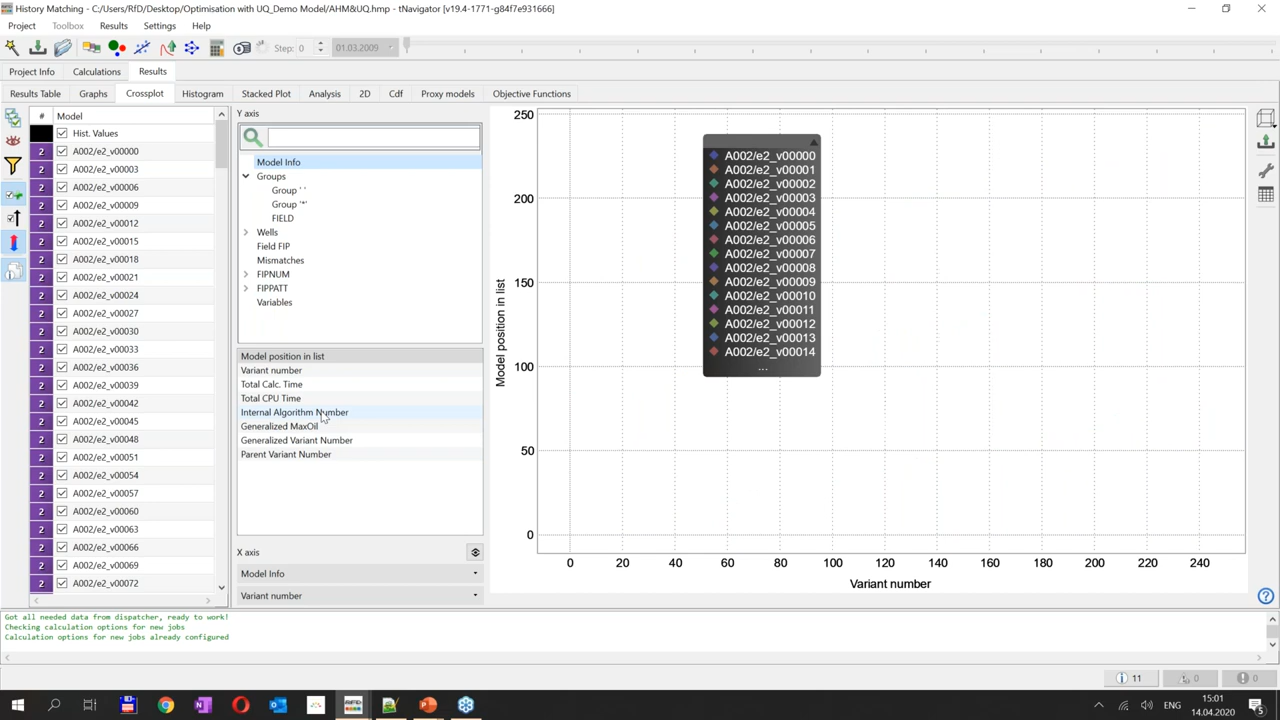 History Matching - C:/Users/RfD/Desktop/Optimisation with UQ_Demo Model/AHM&UQ.hmp - tNavigator [v19.4-1771-g84f7e931666]
Project Toolbox Results Settings Help
Step: 0 01.03.2009
Project Info Calculations Results
Results Table Graphs Crossplot Histogram Stacked Plot Analysis 2D Cdf Proxy models Objective Functions
# Model
Hist. Values
2 A002/e2_v00000
2 A002/e2_v00003
2 A002/e2_v00006
2 A002/e2_v00009
2 A002/e2_v00012
2 A002/e2_v00015
2 A002/e2_v00018
2 A002/e2_v00021
2 A002/e2_v00024
2 A002/e2_v00027
2 A002/e2_v00030
2 A002/e2_v00033
2 A002/e2_v00036
2 A002/e2_v00039
2 A002/e2_v00042
2 A002/e2_v00045
2 A002/e2_v00048
2 A002/e2_v00051
2 A002/e2_v00054
2 A002/e2_v00057
2 A002/e2_v00060
2 A002/e2_v00063
2 A002/e2_v00066
2 A002/e2_v00069
2 A002/e2_v00072
Y axis
Model Info
Groups
Group ' '
Group '*'
FIELD
Wells
Field FIP
Mismatches
FIPNUM
FIPPATT
Variables
Model position in list
Variant number
Total Calc. Time
Total CPU Time
Internal Algorithm Number
Generalized MaxOil
Generalized Variant Number
Parent Variant Number
X axis
Model Info
Variant number
Model position in list
250
200
150
100
50
0
A002/e2_v00000
A002/e2_v00001
A002/e2_v00002
A002/e2_v00003
A002/e2_v00004
A002/e2_v00005
A002/e2_v00006
A002/e2_v00007
A002/e2_v00008
A002/e2_v00009
A002/e2_v00010
A002/e2_v00011
A002/e2_v00012
A002/e2_v00013
A002/e2_v00014
...
0 20 40 60 80 100 120 140 160 180 200 220 240
Variant number
Got all needed data from dispatcher, ready to work!
Checking calculation options for new jobs
Calculation options for new jobs already configured
11 0 0
ENG
15:01
14.04.2020
5